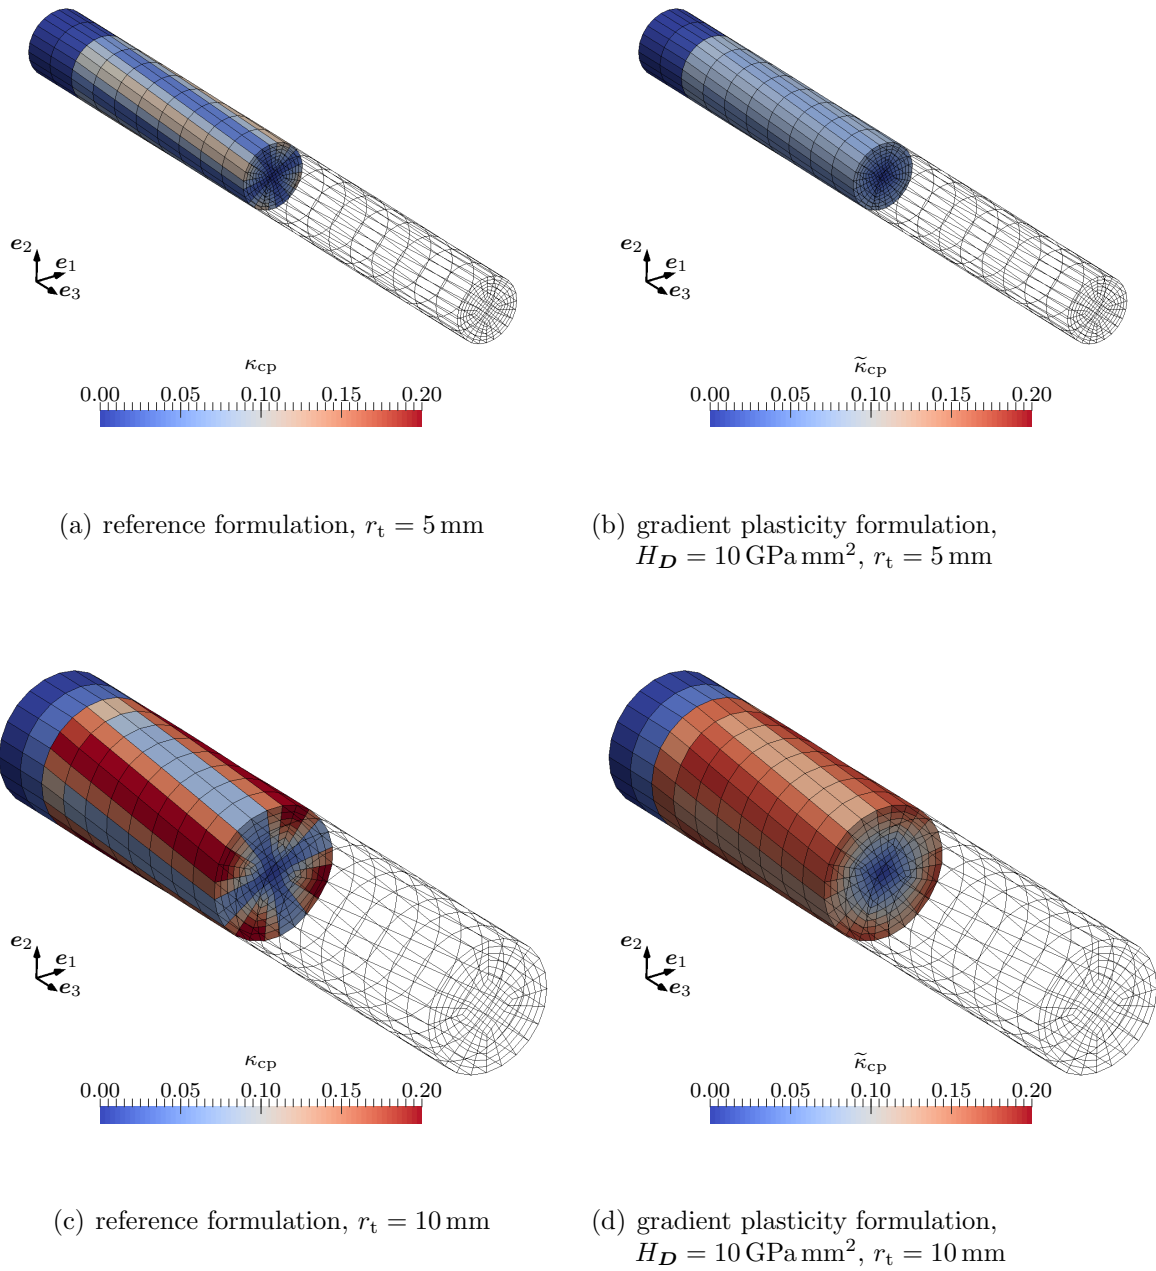 e2 e1 e3
e2 e1 e3
κcp
0.00 0.05 0.10 0.15 0.20
κ̃cp
0.00 0.05 0.10 0.15 0.20
(a) reference formulation, rt = 5 mm
(b) gradient plasticity formulation,
HD = 10 GPa mm², rt = 5 mm
e2 e1 e3
e2 e1 e3
κcp
0.00 0.05 0.10 0.15 0.20
κ̃cp
0.00 0.05 0.10 0.15 0.20
(c) reference formulation, rt = 10 mm
(d) gradient plasticity formulation,
HD = 10 GPa mm², rt = 10 mm